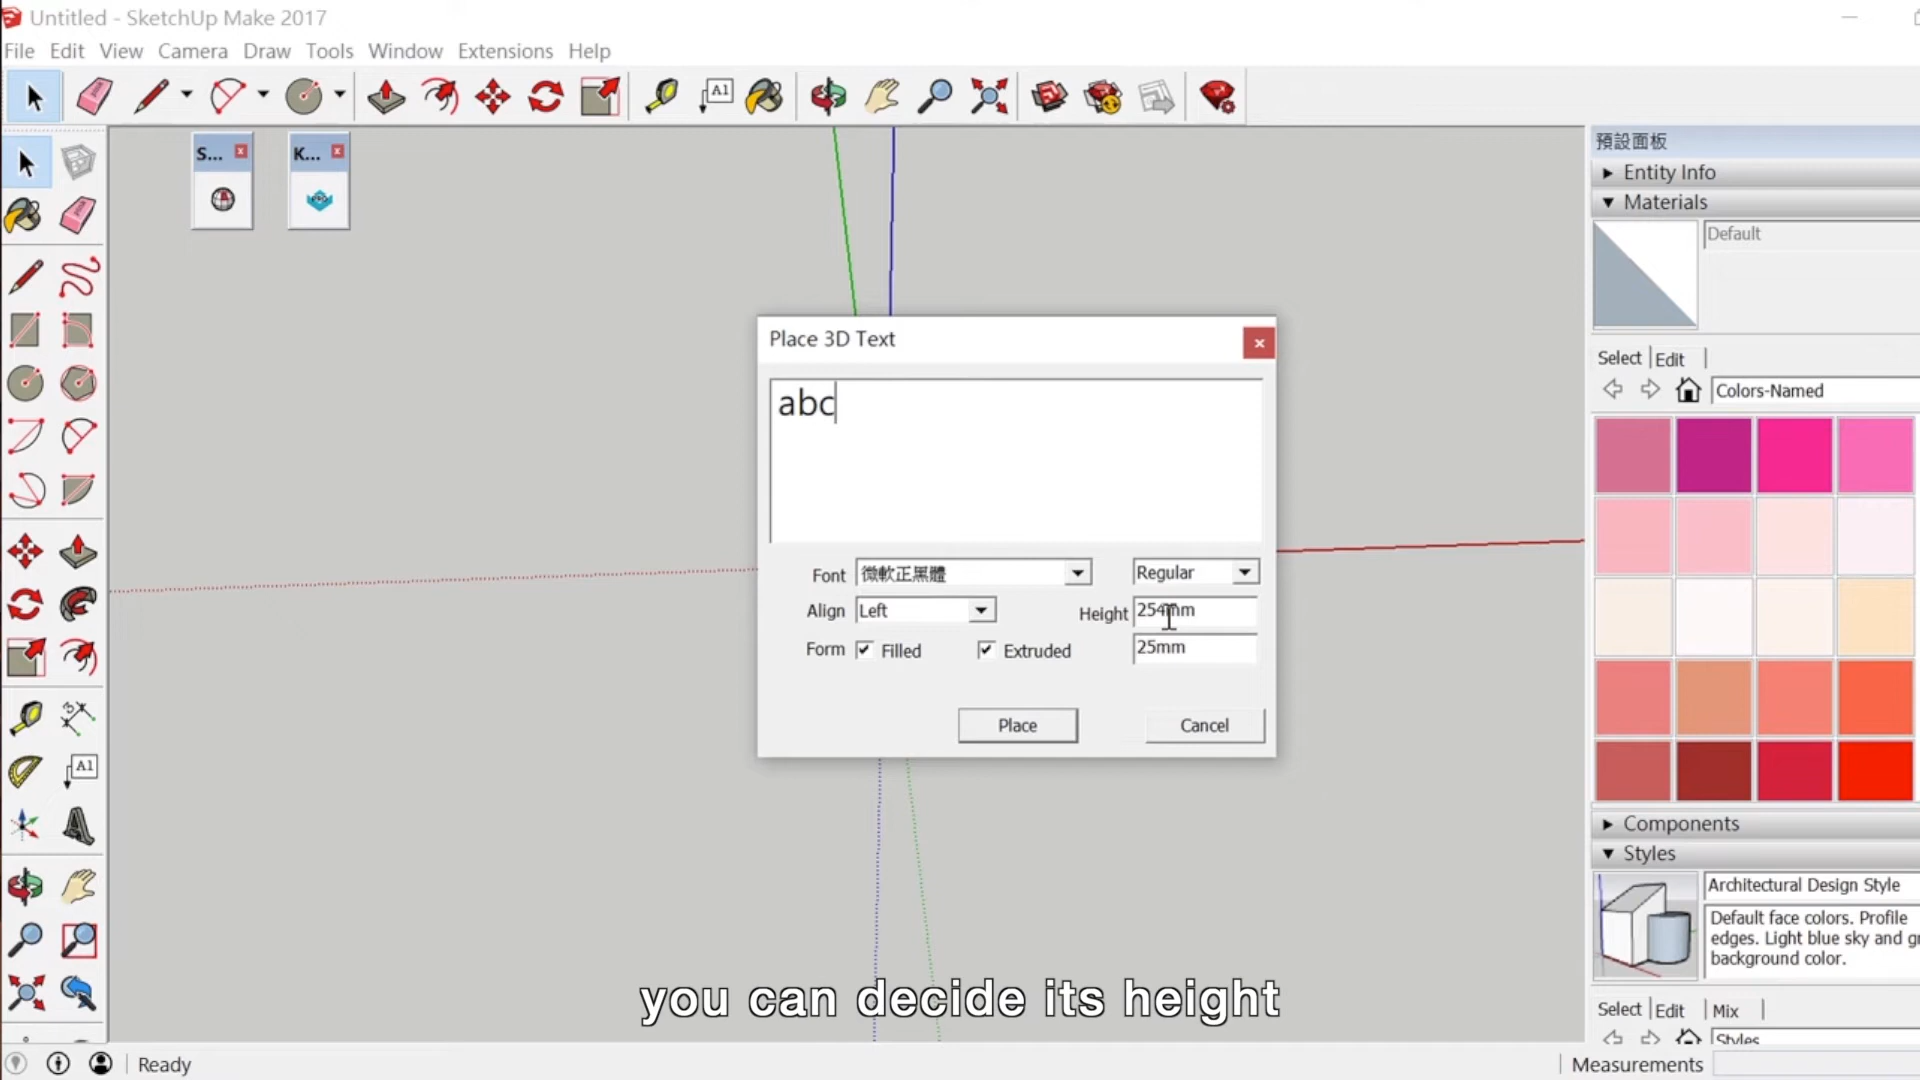 Untitled - SketchUp Make 2017
File Edit View Camera Draw Tools Window Extensions Help
A1
S...
K...
預設面板
Entity Info
Materials
Default
Place 3D Text
abc
Select Edit
Colors-Named
Font 微軟正黑體 Regular
Align Left Height 254mm
Form Filled Extruded 25mm
Place Cancel
A1
Components
Styles
Architectural Design Style
Default face colors. Profile
edges. Light blue sky and
background color.
you can decide its height
Select Edit Mix
Styles
Ready
Measurements